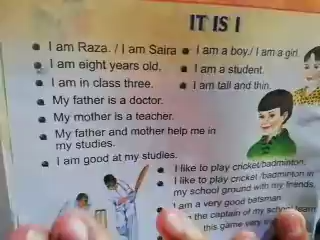 IT IS I
I am Raza. / I am Saira
I am eight years old.
I am in class three.
My father is a doctor.
My mother is a teacher.
My father and mother help me in
my studies.
I am good at my studies.
I am a boy./ I am a girl.
I am a student.
I am tall and thin.
I like to play cricket/badminton.
I like to play cricket /badminton in
my school ground with my friends.
I am a very good batsman.
the captain of my school team
this game very